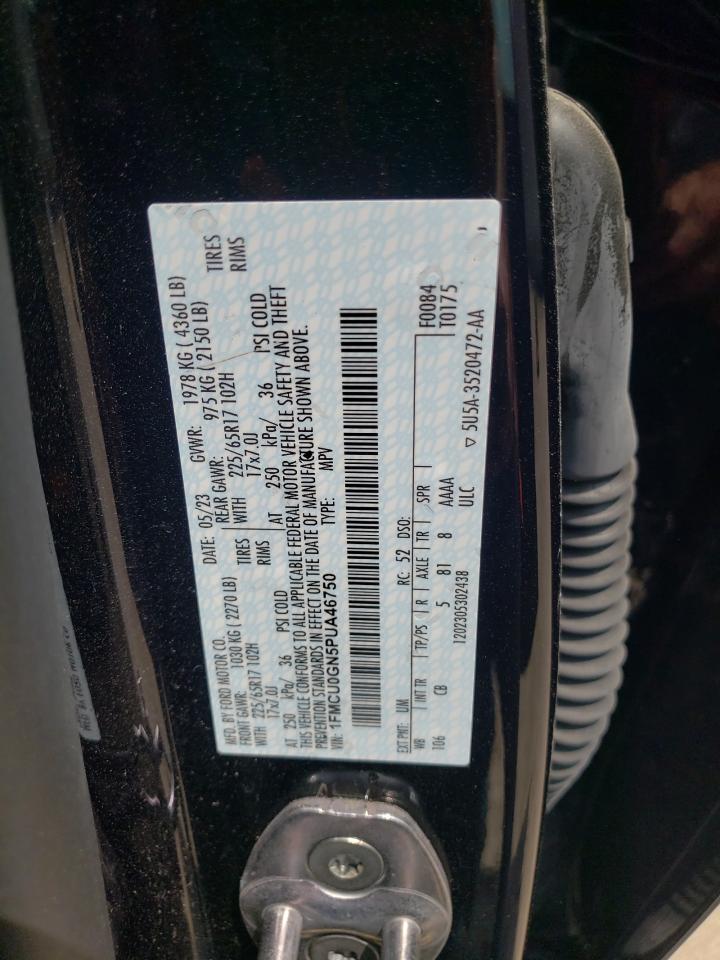 MFD. BY FORD MOTOR CO. DATE: 05/23 GVWR: 1978 KG ( 4360 LB)
FRONT GAWR: 1030 KG ( 2270 LB) REAR GAWR: 975 KG ( 2150 LB)
WITH 225/65R17 102H TIRES WITH 225/65R17 102H TIRES
17x7.0J RIMS 17x7.0J RIMS
AT 250 kPa/ 36 PSI COLD AT 250 kPa/ 36 PSI COLD
THIS VEHICLE CONFORMS TO ALL APPLICABLE FEDERAL MOTOR VEHICLE SAFETY AND THEFT
PREVENTION STANDARDS IN EFFECT ON THE DATE OF MANUFACTURE SHOWN ABOVE.
VIN: 1FMCU0GN5PUA46750 TYPE: MPV
F0084
T0175
EXT PNT: UM RC: 52 DSO:
WB INT TR TP/PS R AXLE TR SPR
106 CB 5 81 8 AAAA
1202305302438 ULC
▽ 5U5A-3520472-AA